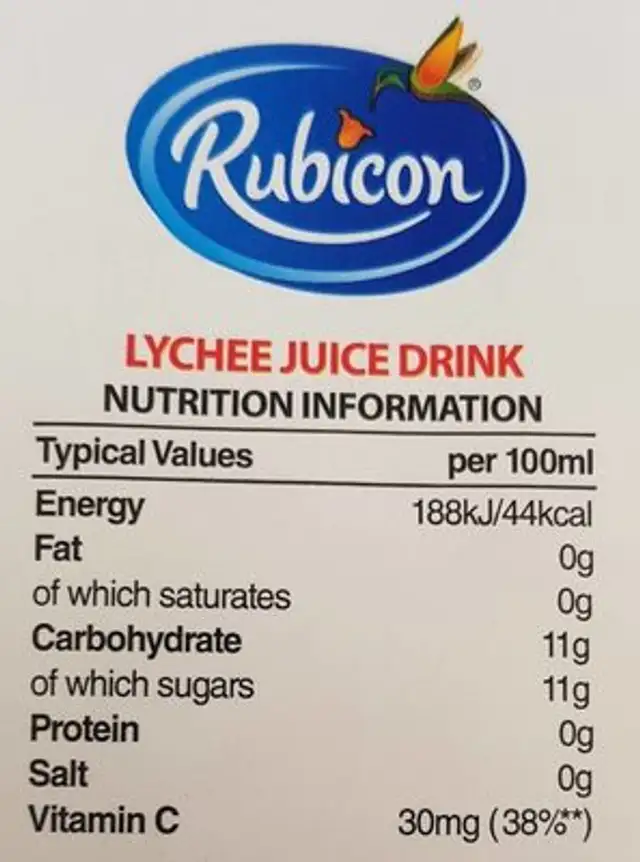 Rubicon®
LYCHEE JUICE DRINK
NUTRITION INFORMATION
Typical Values per 100ml
Energy 188kJ/44kcal
Fat 0g
of which saturates 0g
Carbohydrate 11g
of which sugars 11g
Protein 0g
Salt 0g
Vitamin C 30mg (38%**)